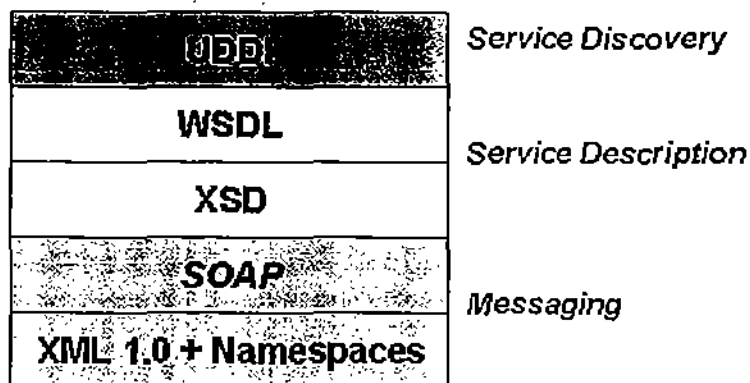 UDDI
Service Discovery
WSDL
Service Description
XSD
SOAP
Messaging
XML 1.0 + Namespaces